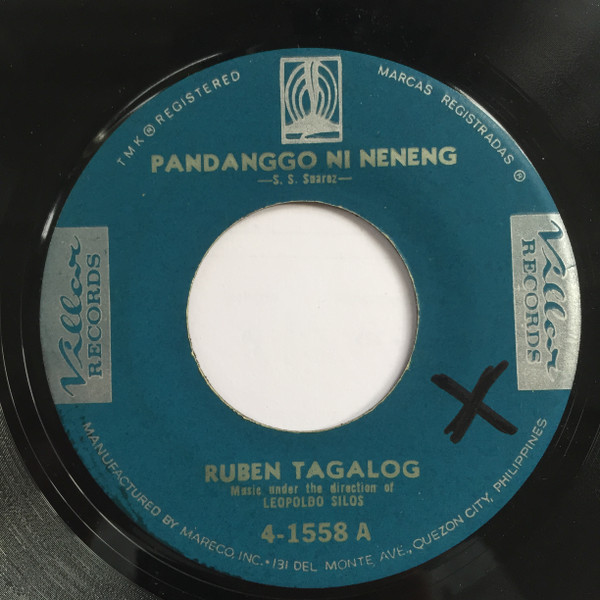 TMK ® REGISTERED
MARCAS REGISTRADAS ®
PANDANGGO NI NENENG
—S. S. Suarez—
Villar RECORDS
Villar RECORDS
X
RUBEN TAGALOG
Music under the direction of
LEOPOLDO SILOS
4-1558 A
MANUFACTURED BY MARECO, INC. • 131 DEL MONTE, AVE., QUEZON CITY, PHILIPPINES